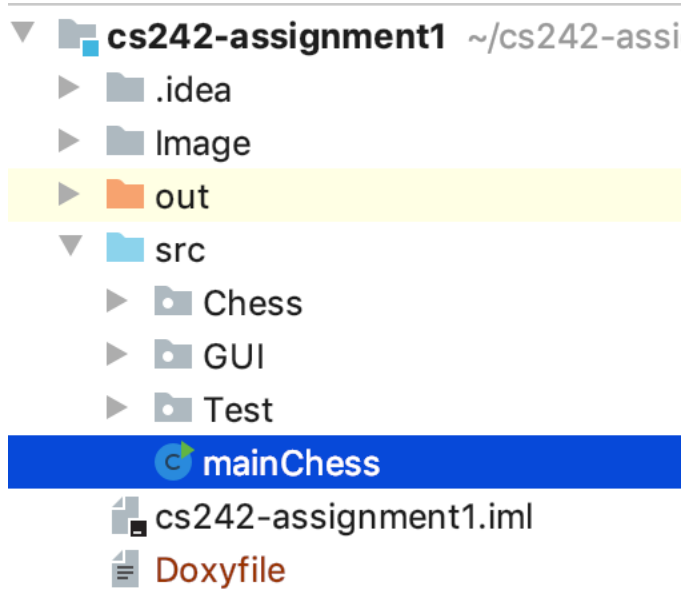 cs242-assignment1 ~/cs242-assi
.idea
Image
out
src
Chess
GUI
Test
mainChess
cs242-assignment1.iml
Doxyfile